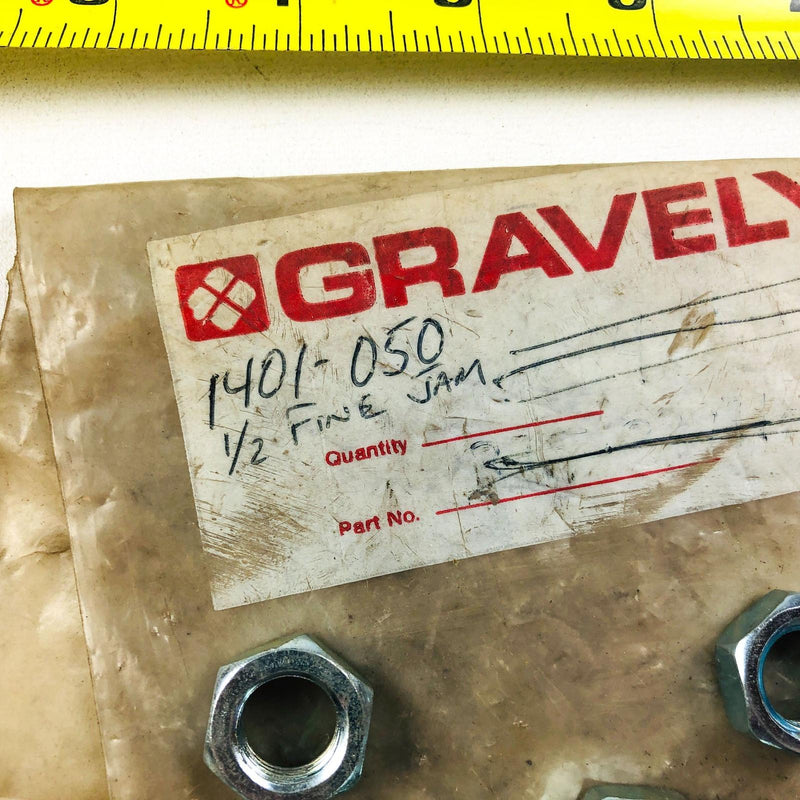 GRAVELY
1401-050
1/2 FINE JAM
Quantity
Part No.